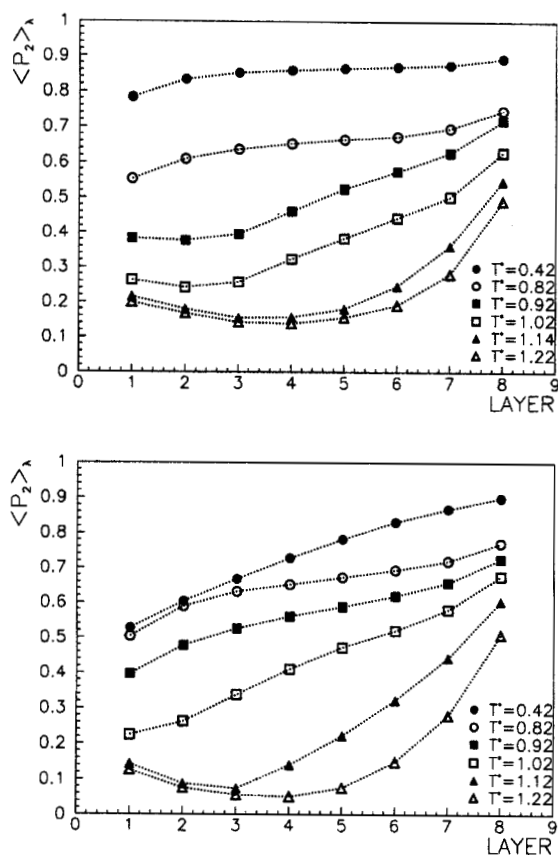 <P₂>λ
1
0.9
0.8
0.7
0.6
0.5
0.4
0.3
0.2
0.1
0
0 1 2 3 4 5 6 7 8 9
LAYER
T*=0.42
T*=0.82
T*=0.92
T*=1.02
T*=1.14
T*=1.22
<P₂>λ
1
0.9
0.8
0.7
0.6
0.5
0.4
0.3
0.2
0.1
0
0 1 2 3 4 5 6 7 8 9
LAYER
T*=0.42
T*=0.82
T*=0.92
T*=1.02
T*=1.12
T*=1.22